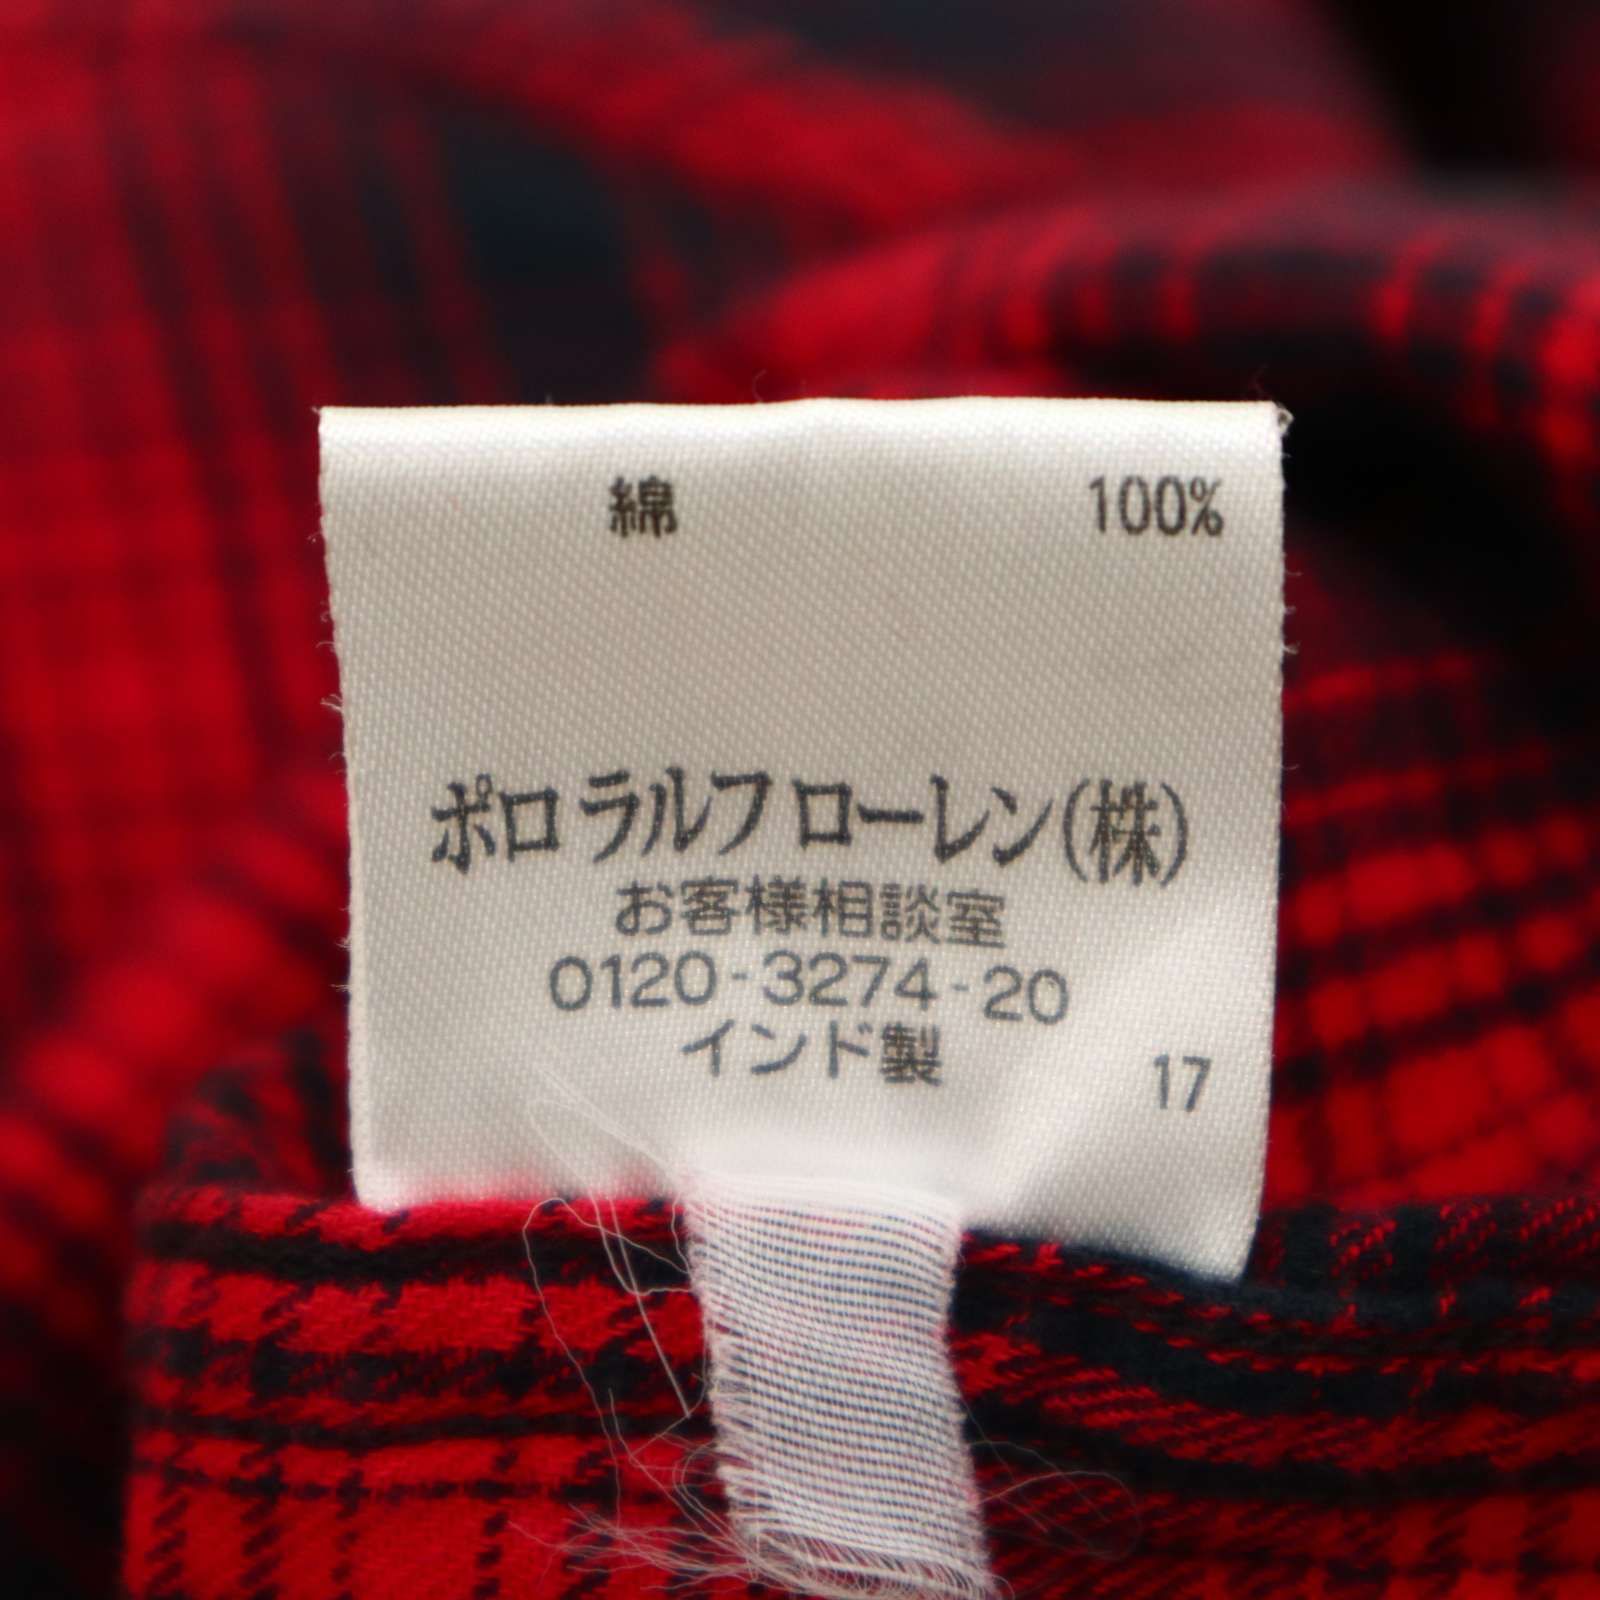 綿 100%
ポロ ラルフ ローレン(株)
お客様相談室
0120-3274-20
インド製
17